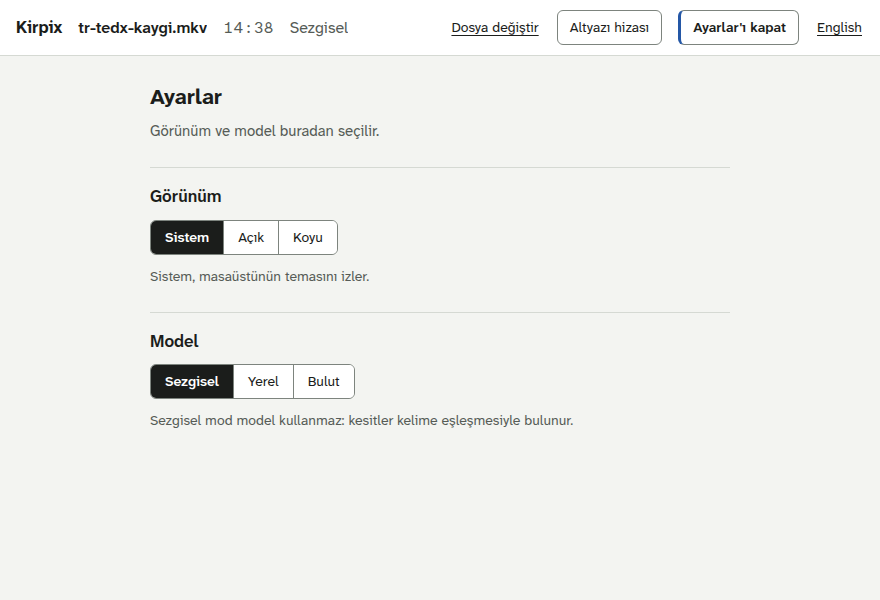 Kirpix tr-tedx-kaygi.mkv 14:38 Sezgisel Dosya değiştir Altyazı hizası Ayarlar'ı kapat English
Ayarlar
Görünüm ve model buradan seçilir.
Görünüm
Sistem Açık Koyu
Sistem, masaüstünün temasını izler.
Model
Sezgisel Yerel Bulut
Sezgisel mod model kullanmaz: kesitler kelime eşleşmesiyle bulunur.